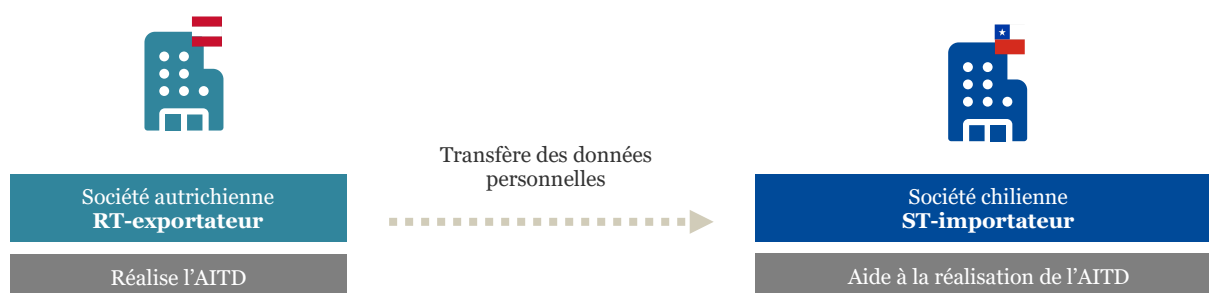 Transfère des données
personnelles
Société autrichienne
RT-exportateur
Société chilienne
ST-importateur
Réalise l’AITD
Aide à la réalisation de l’AITD